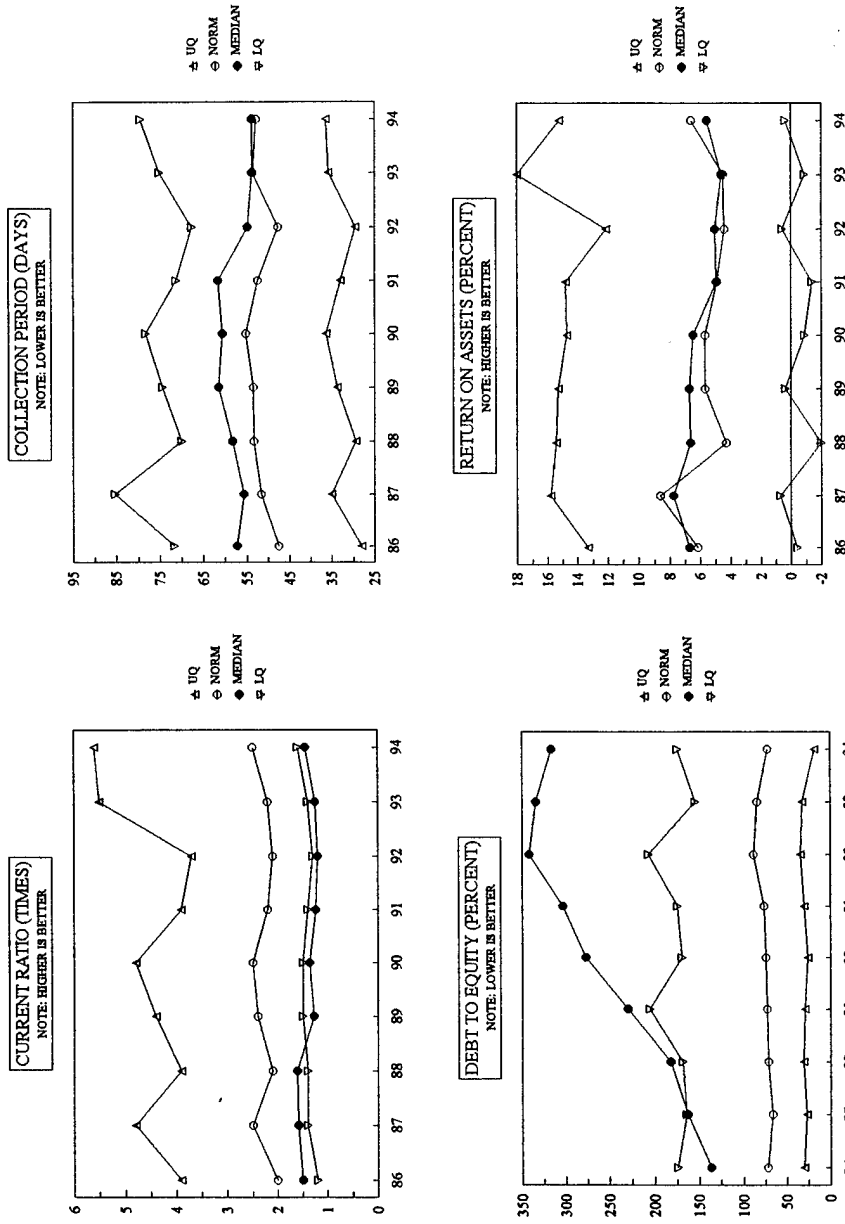 CURRENT RATIO (TIMES)
NOTE: HIGHER IS BETTER
6
5
4
3
2
1
0
86 87 88 89 90 91 92 93 94
UQ
NORM
MEDIAN
LQ
COLLECTION PERIOD (DAYS)
NOTE: LOWER IS BETTER
95
85
75
65
55
45
35
25
86 87 88 89 90 91 92 93 94
UQ
NORM
MEDIAN
LQ
DEBT TO EQUITY (PERCENT)
NOTE: LOWER IS BETTER
350
300
250
200
150
100
50
0
UQ
NORM
MEDIAN
LQ
RETURN ON ASSETS (PERCENT)
NOTE: HIGHER IS BETTER
18
16
14
12
10
8
6
4
2
0
-2
86 87 88 89 90 91 92 93 94
UQ
NORM
MEDIAN
LQ